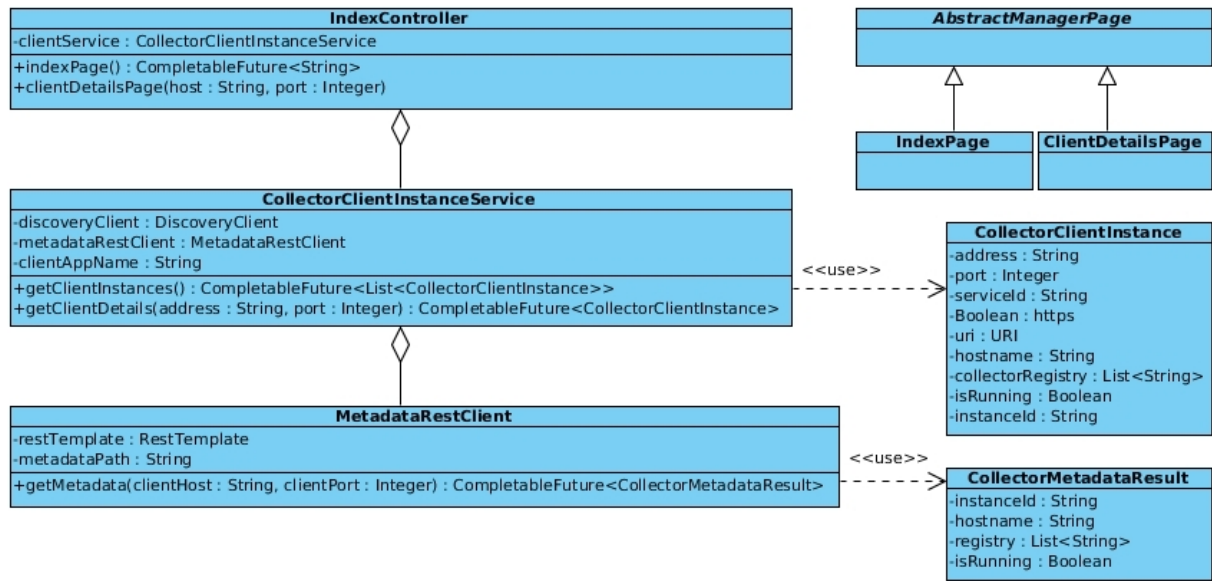 IndexController
-clientService : CollectorClientInstanceService
+indexPage() : CompletableFuture<String>
+clientDetailsPage(host : String, port : Integer)
AbstractManagerPage
IndexPage
ClientDetailsPage
CollectorClientInstanceService
-discoveryClient : DiscoveryClient
-metadataRestClient : MetadataRestClient
-clientAppName : String
+getClientInstances() : CompletableFuture<List<CollectorClientInstance>>
+getClientDetails(address : String, port : Integer) : CompletableFuture<CollectorClientInstance>
<<use>>
CollectorClientInstance
-address : String
-port : Integer
-serviceId : String
-Boolean : https
-uri : URI
-hostname : String
-collectorRegistry : List<String>
-isRunning : Boolean
-instanceId : String
MetadataRestClient
-restTemplate : RestTemplate
-metadataPath : String
+getMetadata(clientHost : String, clientPort : Integer) : CompletableFuture<CollectorMetadataResult>
<<use>>
CollectorMetadataResult
-instanceId : String
-hostname : String
-registry : List<String>
-isRunning : Boolean